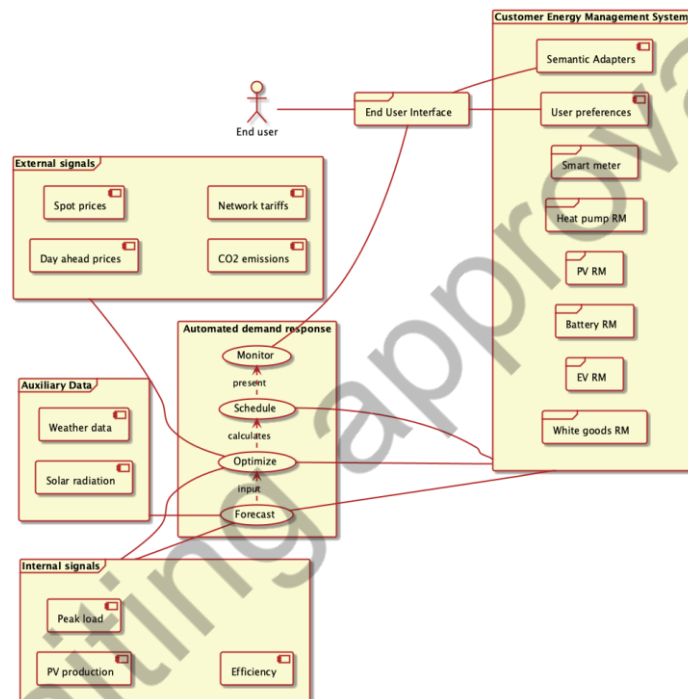 Customer Energy Management System
Semantic Adapters
End User Interface
User preferences
End user
Smart meter
External signals
Spot prices
Network tariffs
Heat pump RM
Day ahead prices
CO2 emissions
PV RM
Battery RM
Automated demand response
Monitor
present
EV RM
Auxiliary Data
Schedule
Weather data
calculates
White goods RM
Optimize
Solar radiation
input
Forecast
Internal signals
Peak load
PV production
Efficiency
iting approva